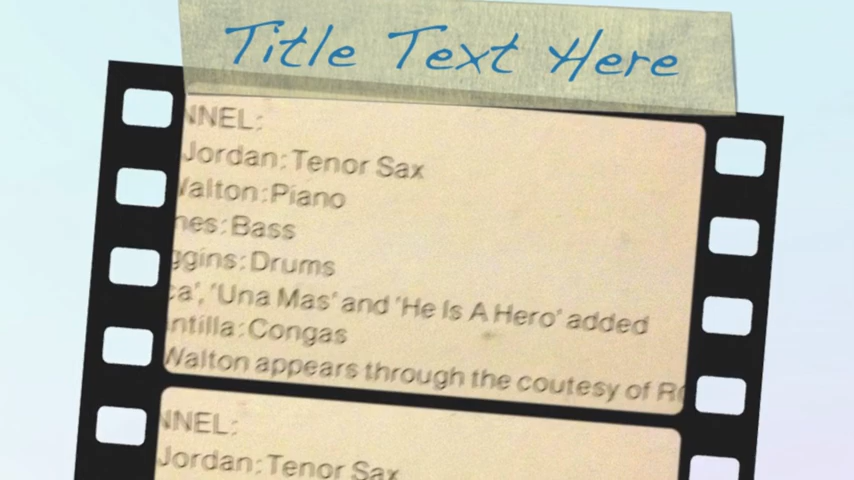 Title Text Here
NNEL:
Jordan: Tenor Sax
Walton: Piano
nes: Bass
ggins: Drums
ca', 'Una Mas' and 'He Is A Hero' added
ntilla: Congas
Walton appears through the coutesy of RC
NNEL:
Jordan: Tenor Sax